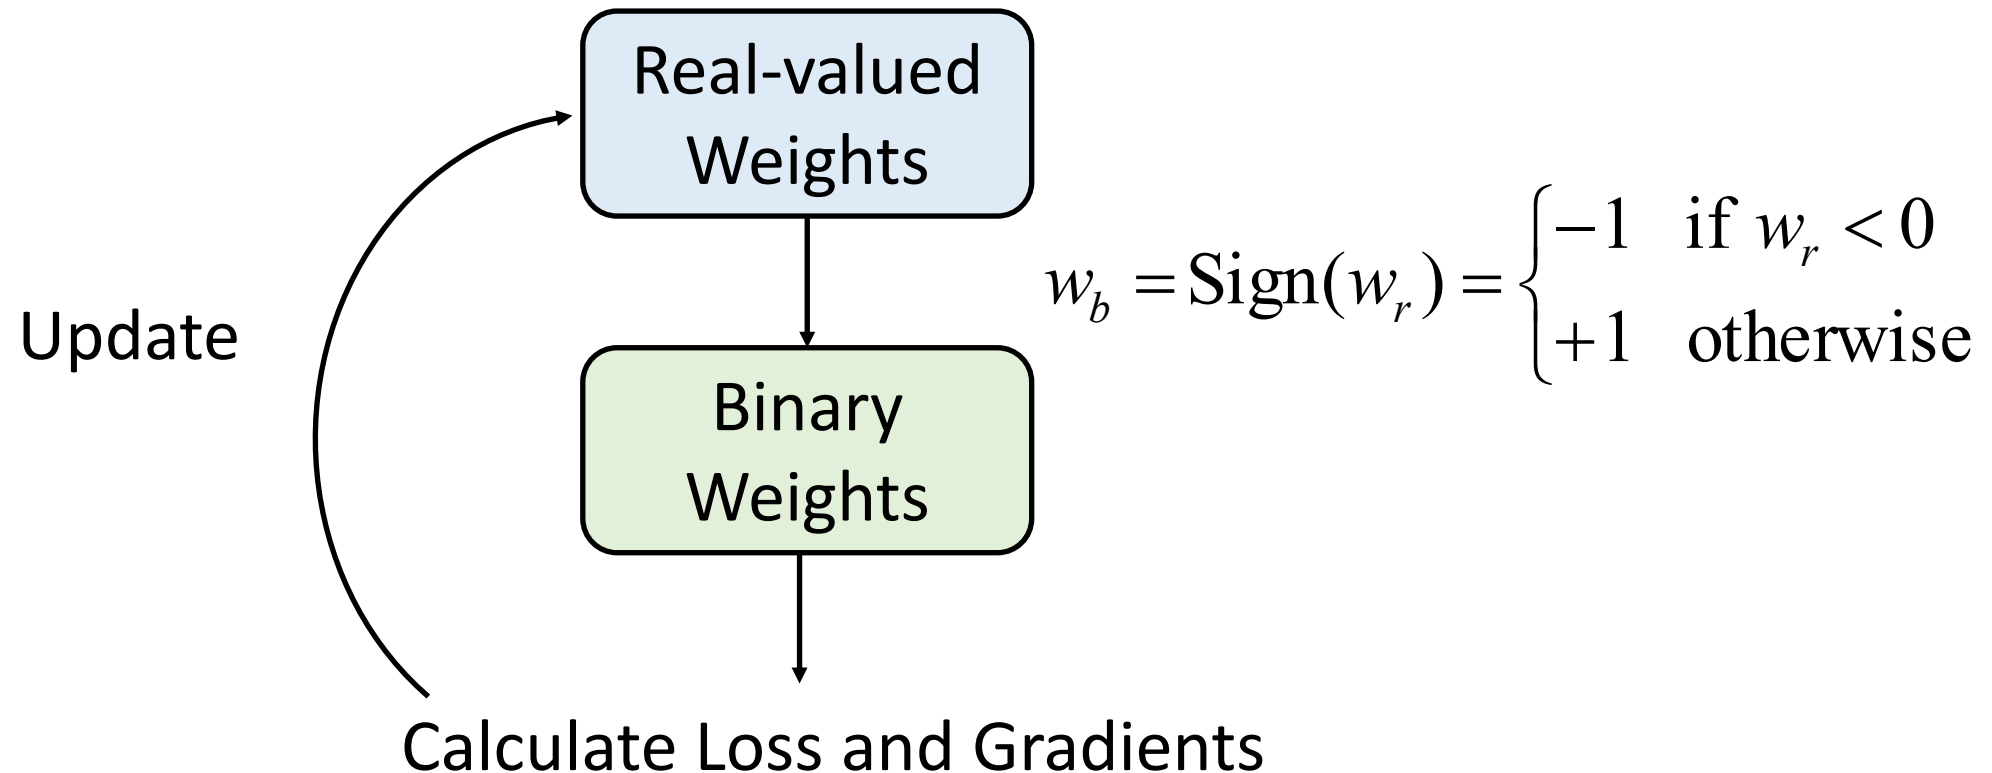 Real-valued
Weights
w_b = Sign(w_r) = { −1 if w_r < 0
+1 otherwise
Update
Binary
Weights
Calculate Loss and Gradients